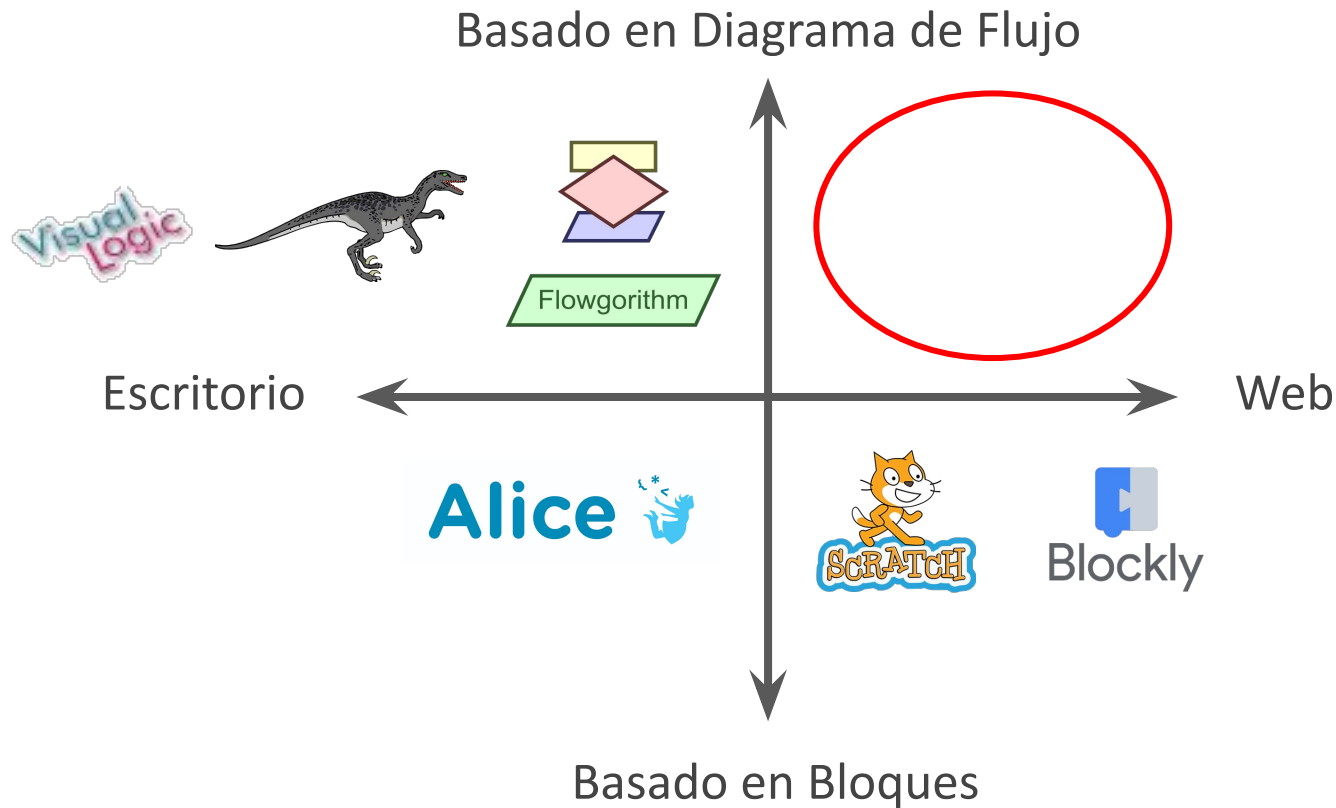 Basado en Diagrama de Flujo
Visual
Logic
Flowgorithm
Escritorio
Web
Alice
SCRATCH
Blockly
Basado en Bloques